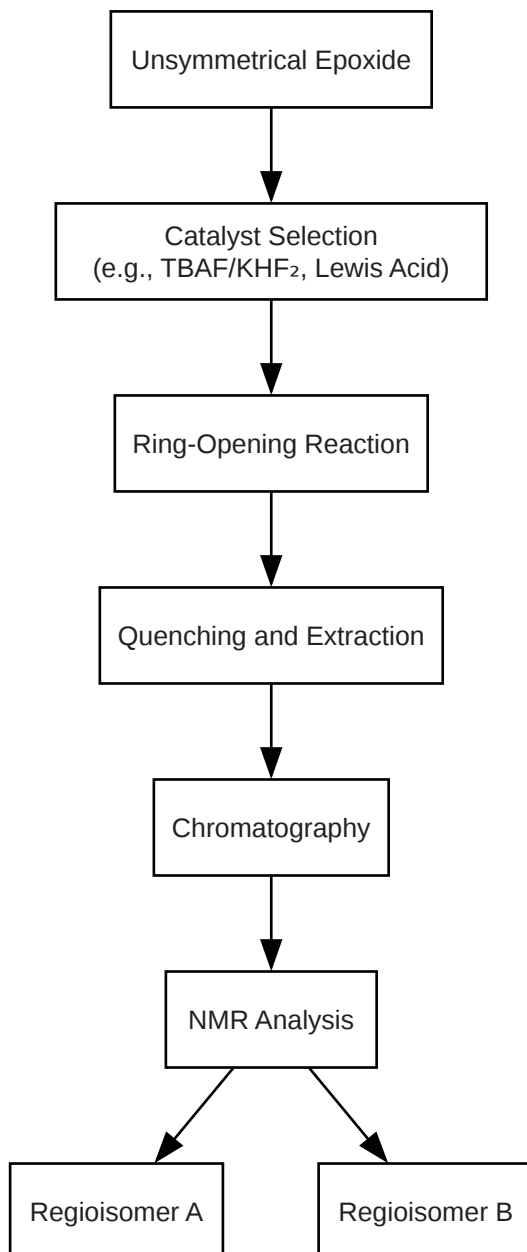 Unsymmetrical Epoxide
Catalyst Selection
(e.g., TBAF/KHF₂, Lewis Acid)
Ring-Opening Reaction
Quenching and Extraction
Chromatography
NMR Analysis
Regioisomer A
Regioisomer B